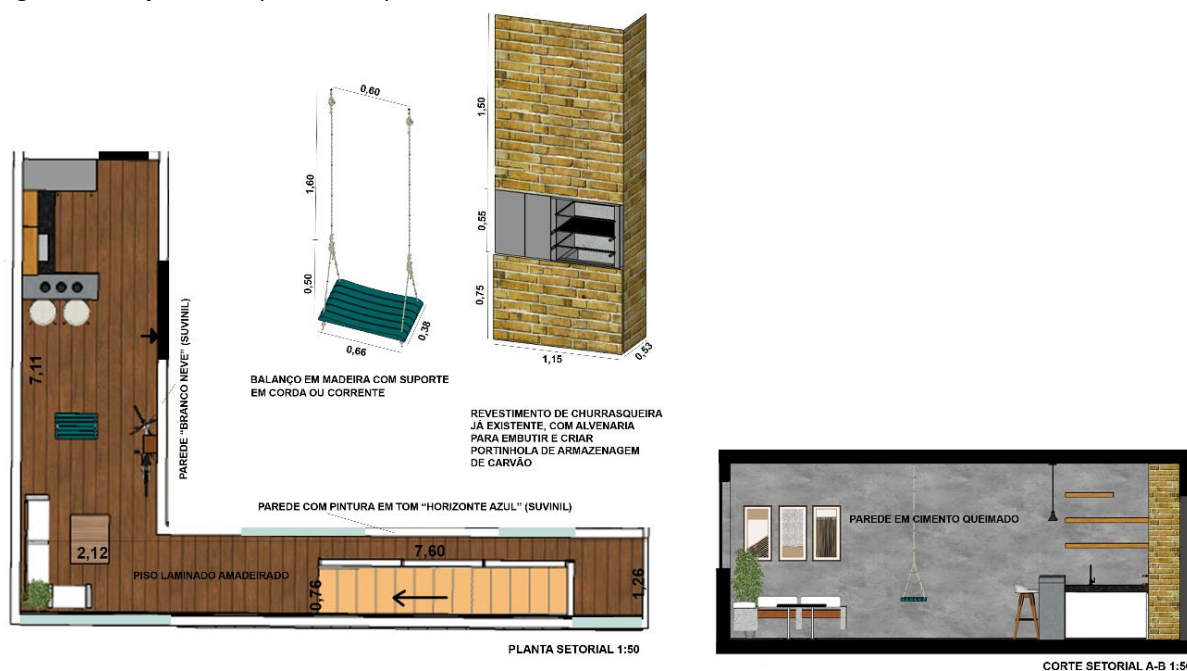 0,60
1,60
0,50
0,66
0,38
BALANÇO EM MADEIRA COM SUPORTE
EM CORDA OU CORRENTE
1,50
0,55
0,75
1,15
0,53
REVESTIMENTO DE CHURRASQUEIRA
JÁ EXISTENTE, COM ALVENARIA
PARA EMBUTIR E CRIAR
PORTINHOLA DE ARMAZENAGEM
DE CARVÃO
7,11
PAREDE "BRANCO NEVE" (SUVINIL)
PAREDE COM PINTURA EM TOM "HORIZONTE AZUL" (SUVINIL)
2,12
7,60
PISO LAMINADO AMADEIRADO
0,76
1,26
PLANTA SETORIAL 1:50
PAREDE EM CIMENTO QUEIMADO
CORTE SETORIAL A-B